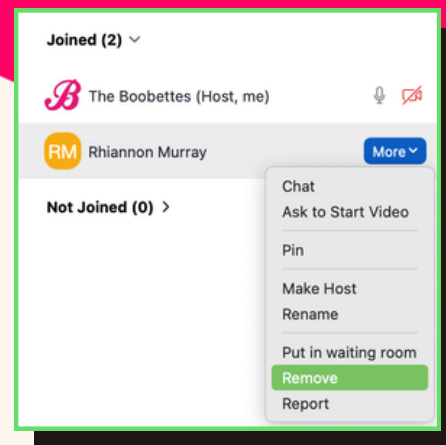 Joined (2)
B The Boobettes (Host, me)
RM Rhiannon Murray More
Not Joined (0)
Chat
Ask to Start Video
Pin
Make Host
Rename
Put in waiting room
Remove
Report